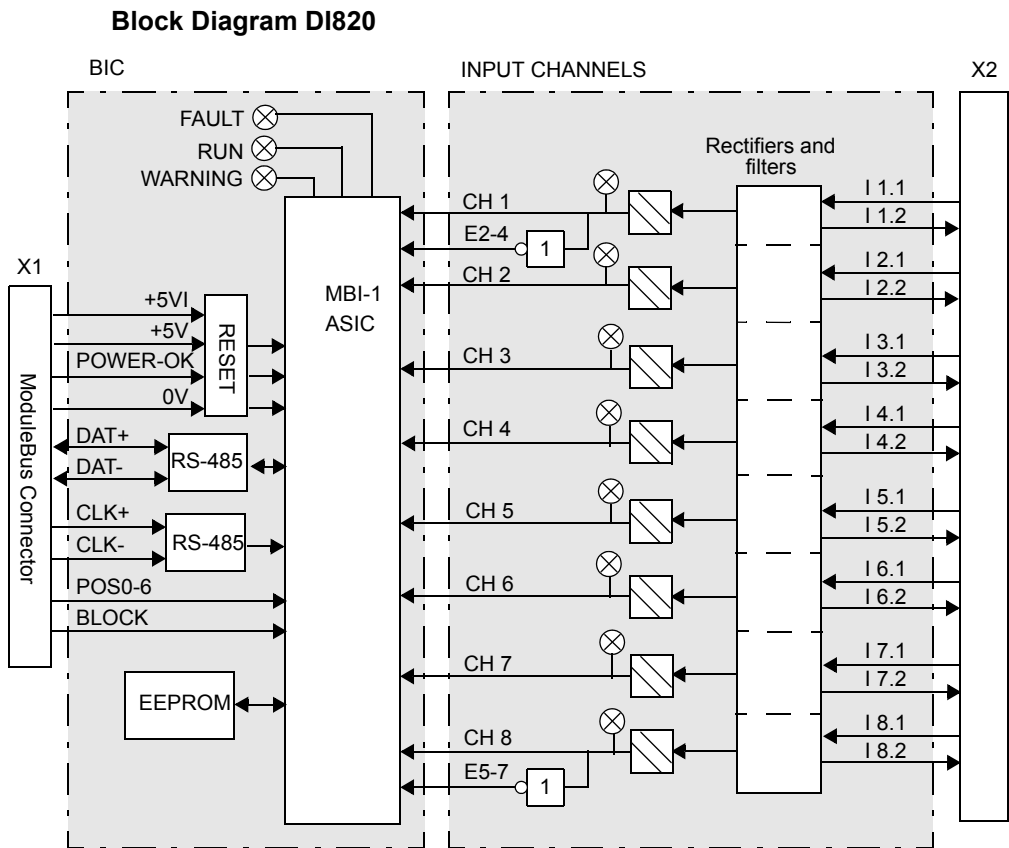 Block Diagram DI820
BIC
INPUT CHANNELS
X2
FAULT
RUN
WARNING
Rectifiers and
filters
X1
ModuleBus Connector
+5VI
+5V
POWER-OK
0V
RESET
DAT+
DAT-
RS-485
CLK+
CLK-
RS-485
POS0-6
BLOCK
EEPROM
MBI-1
ASIC
CH 1
E2-4
1
CH 2
CH 3
CH 4
CH 5
CH 6
CH 7
CH 8
E5-7
1
I 1.1
I 1.2
I 2.1
I 2.2
I 3.1
I 3.2
I 4.1
I 4.2
I 5.1
I 5.2
I 6.1
I 6.2
I 7.1
I 7.2
I 8.1
I 8.2